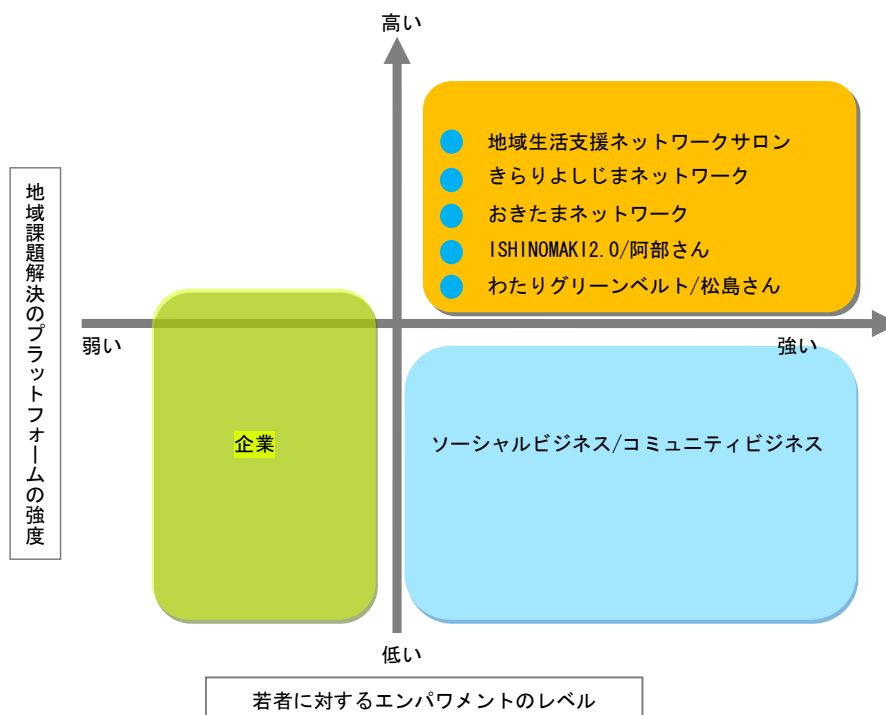 高い
地域生活支援ネットワークサロン
きらりよしじまネットワーク
おきたまネットワーク
ISHINOMAKI2.0/阿部さん
わたりグリーンベルト/松島さん
地域課題解決のプラットフォームの強度
弱い
強い
企業
ソーシャルビジネス/コミュニティビジネス
低い
若者に対するエンパワメントのレベル